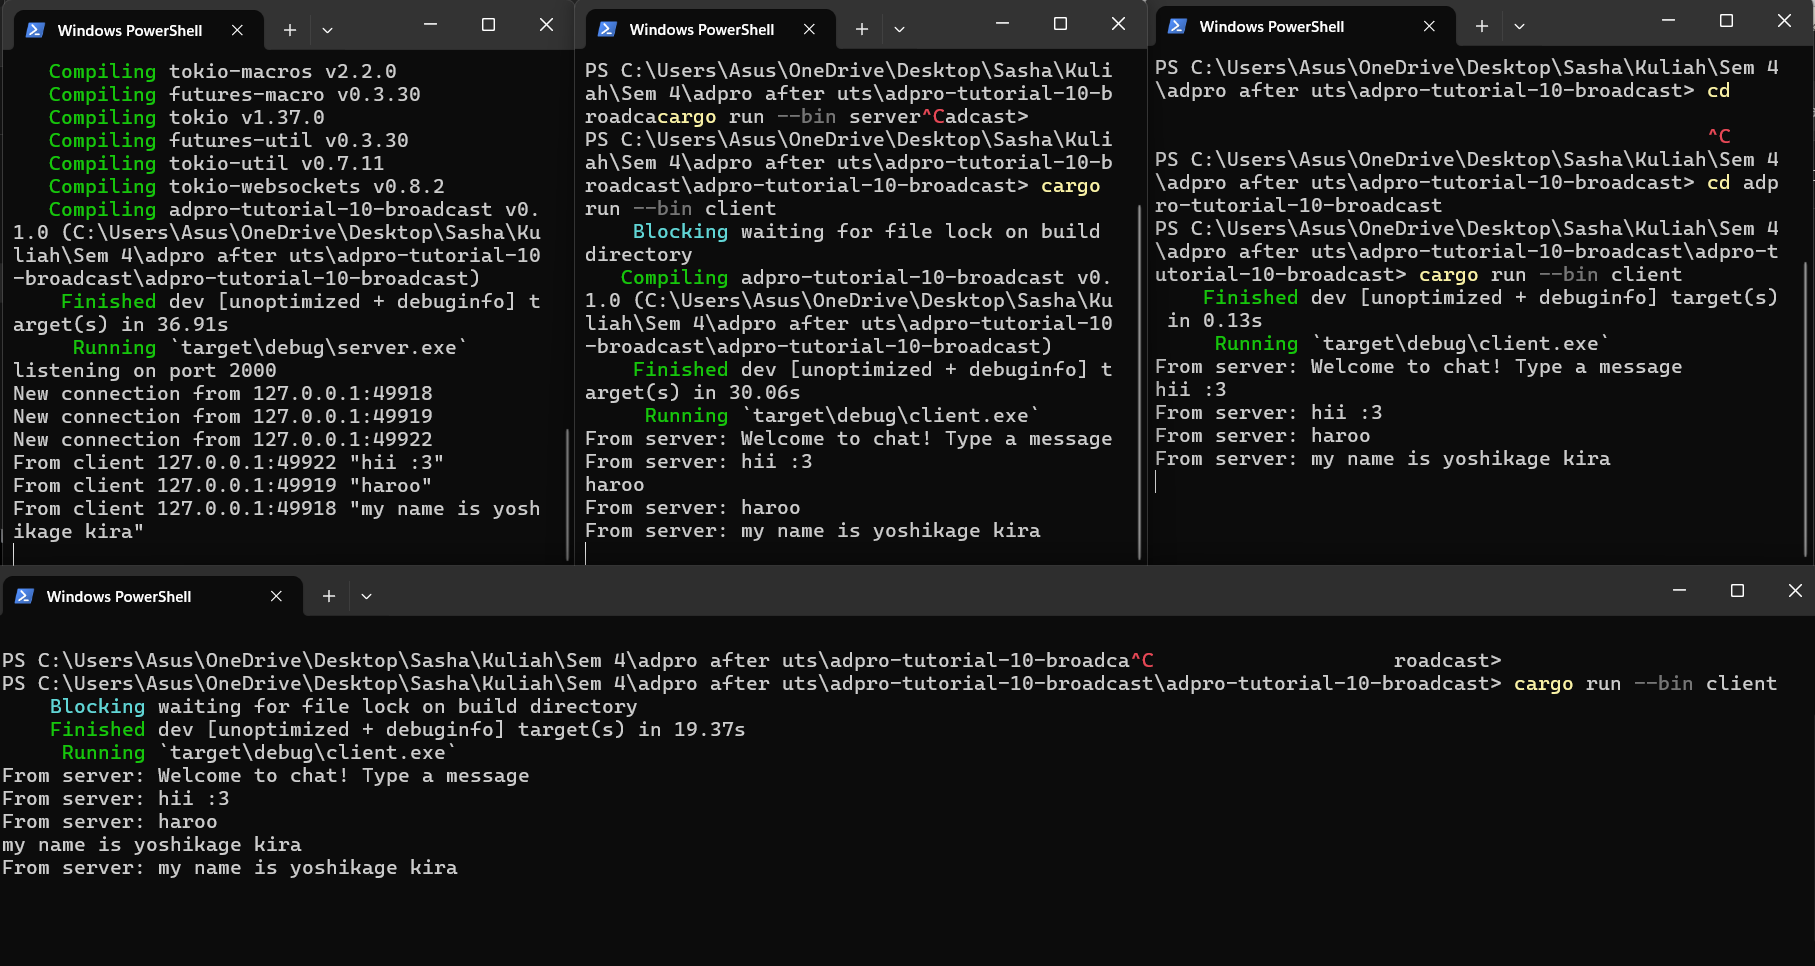 Windows PowerShell
Compiling tokio-macros v2.2.0
Compiling futures-macro v0.3.30
Compiling tokio v1.37.0
Compiling futures-util v0.3.30
Compiling tokio-util v0.7.11
Compiling tokio-websockets v0.8.2
Compiling adpro-tutorial-10-broadcast v0.
1.0 (C:\Users\Asus\OneDrive\Desktop\Sasha\Ku
liah\Sem 4\adpro after uts\adpro-tutorial-10
-broadcast\adpro-tutorial-10-broadcast)
Finished dev [unoptimized + debuginfo] t
arget(s) in 36.91s
Running `target\debug\server.exe`
listening on port 2000
New connection from 127.0.0.1:49918
New connection from 127.0.0.1:49919
New connection from 127.0.0.1:49922
From client 127.0.0.1:49922 "hii :3"
From client 127.0.0.1:49919 "haroo"
From client 127.0.0.1:49918 "my name is yosh
ikage kira"
Windows PowerShell
PS C:\Users\Asus\OneDrive\Desktop\Sasha\Kuli
ah\Sem 4\adpro after uts\adpro-tutorial-10-b
roadcacargo run --bin server^Cadcast>
PS C:\Users\Asus\OneDrive\Desktop\Sasha\Kuli
ah\Sem 4\adpro after uts\adpro-tutorial-10-b
roadcast\adpro-tutorial-10-broadcast> cargo
run --bin client
Blocking waiting for file lock on build
directory
Compiling adpro-tutorial-10-broadcast v0.
1.0 (C:\Users\Asus\OneDrive\Desktop\Sasha\Ku
liah\Sem 4\adpro after uts\adpro-tutorial-10
-broadcast\adpro-tutorial-10-broadcast)
Finished dev [unoptimized + debuginfo] t
arget(s) in 30.06s
Running `target\debug\client.exe`
From server: Welcome to chat! Type a message
From server: hii :3
haroo
From server: haroo
From server: my name is yoshikage kira
Windows PowerShell
PS C:\Users\Asus\OneDrive\Desktop\Sasha\Kuliah\Sem 4
\adpro after uts\adpro-tutorial-10-broadcast> cd
^C
PS C:\Users\Asus\OneDrive\Desktop\Sasha\Kuliah\Sem 4
\adpro after uts\adpro-tutorial-10-broadcast> cd adp
ro-tutorial-10-broadcast
PS C:\Users\Asus\OneDrive\Desktop\Sasha\Kuliah\Sem 4
\adpro after uts\adpro-tutorial-10-broadcast\adpro-t
utorial-10-broadcast> cargo run --bin client
Finished dev [unoptimized + debuginfo] target(s)
in 0.13s
Running `target\debug\client.exe`
From server: Welcome to chat! Type a message
hii :3
From server: hii :3
From server: haroo
From server: my name is yoshikage kira
Windows PowerShell
PS C:\Users\Asus\OneDrive\Desktop\Sasha\Kuliah\Sem 4\adpro after uts\adpro-tutorial-10-broadca^C roadcast>
PS C:\Users\Asus\OneDrive\Desktop\Sasha\Kuliah\Sem 4\adpro after uts\adpro-tutorial-10-broadcast\adpro-tutorial-10-broadcast> cargo run --bin client
Blocking waiting for file lock on build directory
Finished dev [unoptimized + debuginfo] target(s) in 19.37s
Running `target\debug\client.exe`
From server: Welcome to chat! Type a message
From server: hii :3
From server: haroo
my name is yoshikage kira
From server: my name is yoshikage kira